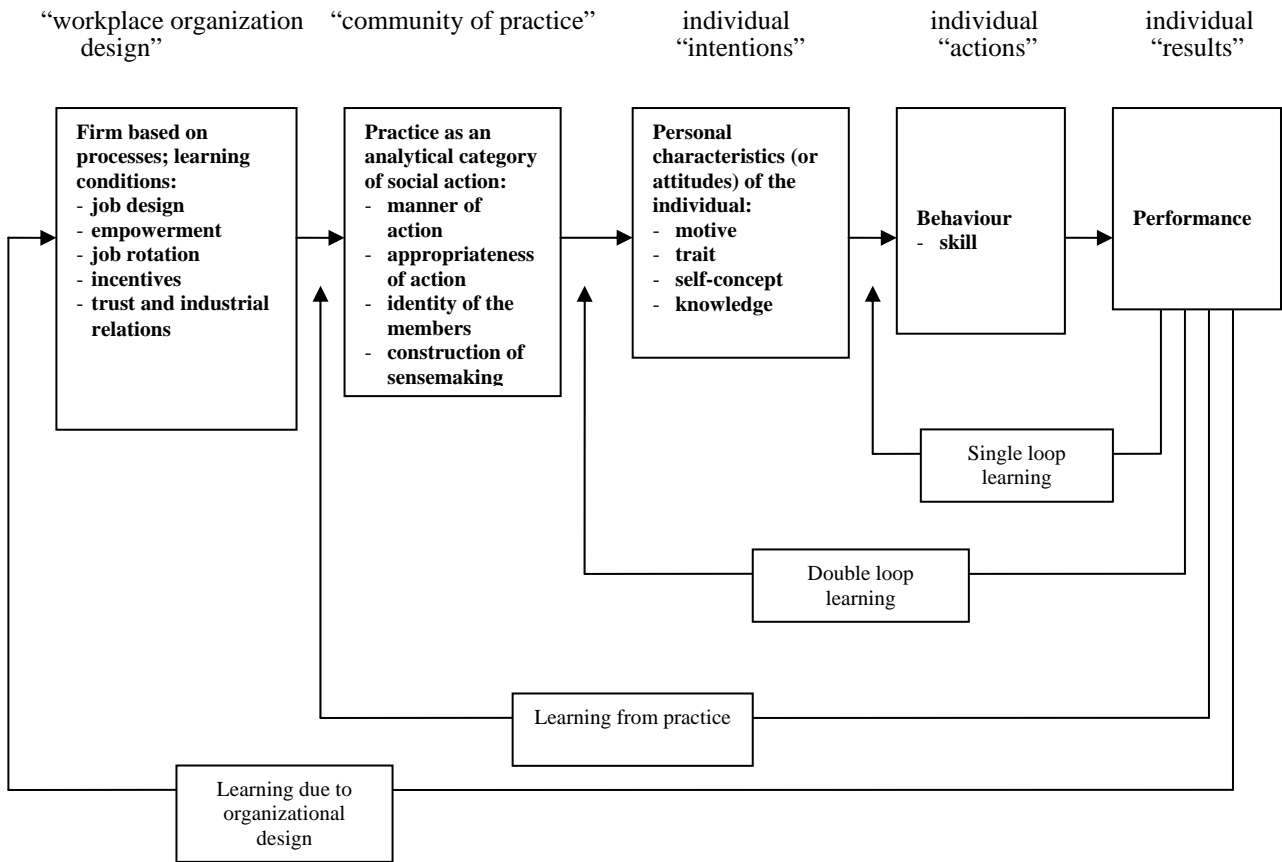 “workplace organization
design”
“community of practice”
individual
“intentions”
individual
“actions”
individual
“results”
Firm based on
processes; learning
conditions:
- job design
- empowerment
- job rotation
- incentives
- trust and industrial
relations
Practice as an
analytical category
of social action:
- manner of
action
- appropriateness
of action
- identity of the
members
- construction of
sensemaking
Personal
characteristics (or
attitudes) of the
individual:
- motive
- trait
- self-concept
- knowledge
Behaviour
- skill
Performance
Single loop
learning
Double loop
learning
Learning from practice
Learning due to
organizational
design